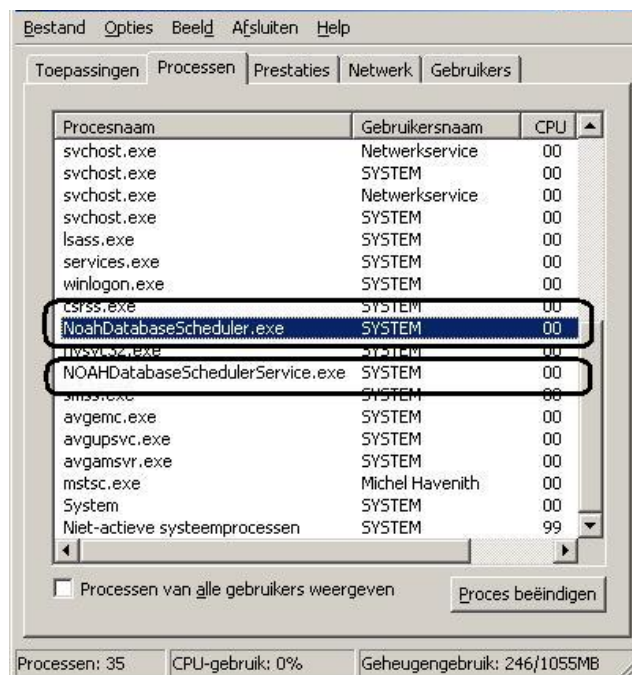 Bestand Opties Beeld Afsluiten Help
Toepassingen Processen Prestaties Netwerk Gebruikers
Procesnaam Gebruikersnaam CPU
svchost.exe Netwerkservice 00
svchost.exe SYSTEM 00
svchost.exe Netwerkservice 00
svchost.exe SYSTEM 00
lsass.exe SYSTEM 00
services.exe SYSTEM 00
winlogon.exe SYSTEM 00
csrss.exe SYSTEM 00
NoahDatabaseScheduler.exe SYSTEM 00
nvsvc32.exe SYSTEM 00
NOAHDatabaseSchedulerService.exe SYSTEM 00
smss.exe SYSTEM 00
avgemc.exe SYSTEM 00
avgupsvc.exe SYSTEM 00
avgamsvr.exe SYSTEM 00
mstsc.exe Michel Havenith 00
System SYSTEM 00
Niet-actieve systeemprocessen SYSTEM 99
Processen van alle gebruikers weergeven Proces beëindigen
Processen: 35 CPU-gebruik: 0% Geheugengebruik: 246/1055MB